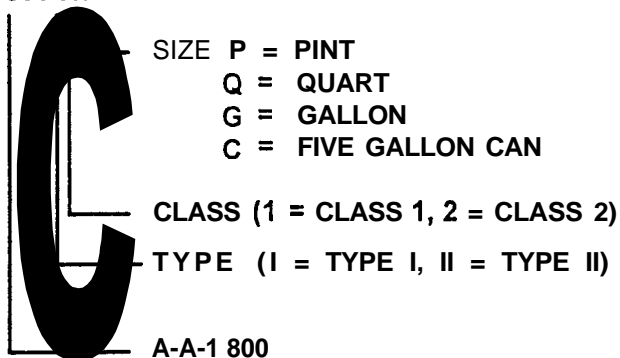 SIZE P = PINT
Q = QUART
G = GALLON
C = FIVE GALLON CAN
CLASS (1 = CLASS 1, 2 = CLASS 2)
TYPE (I = TYPE I, II = TYPE II)
A-A-1 800
C